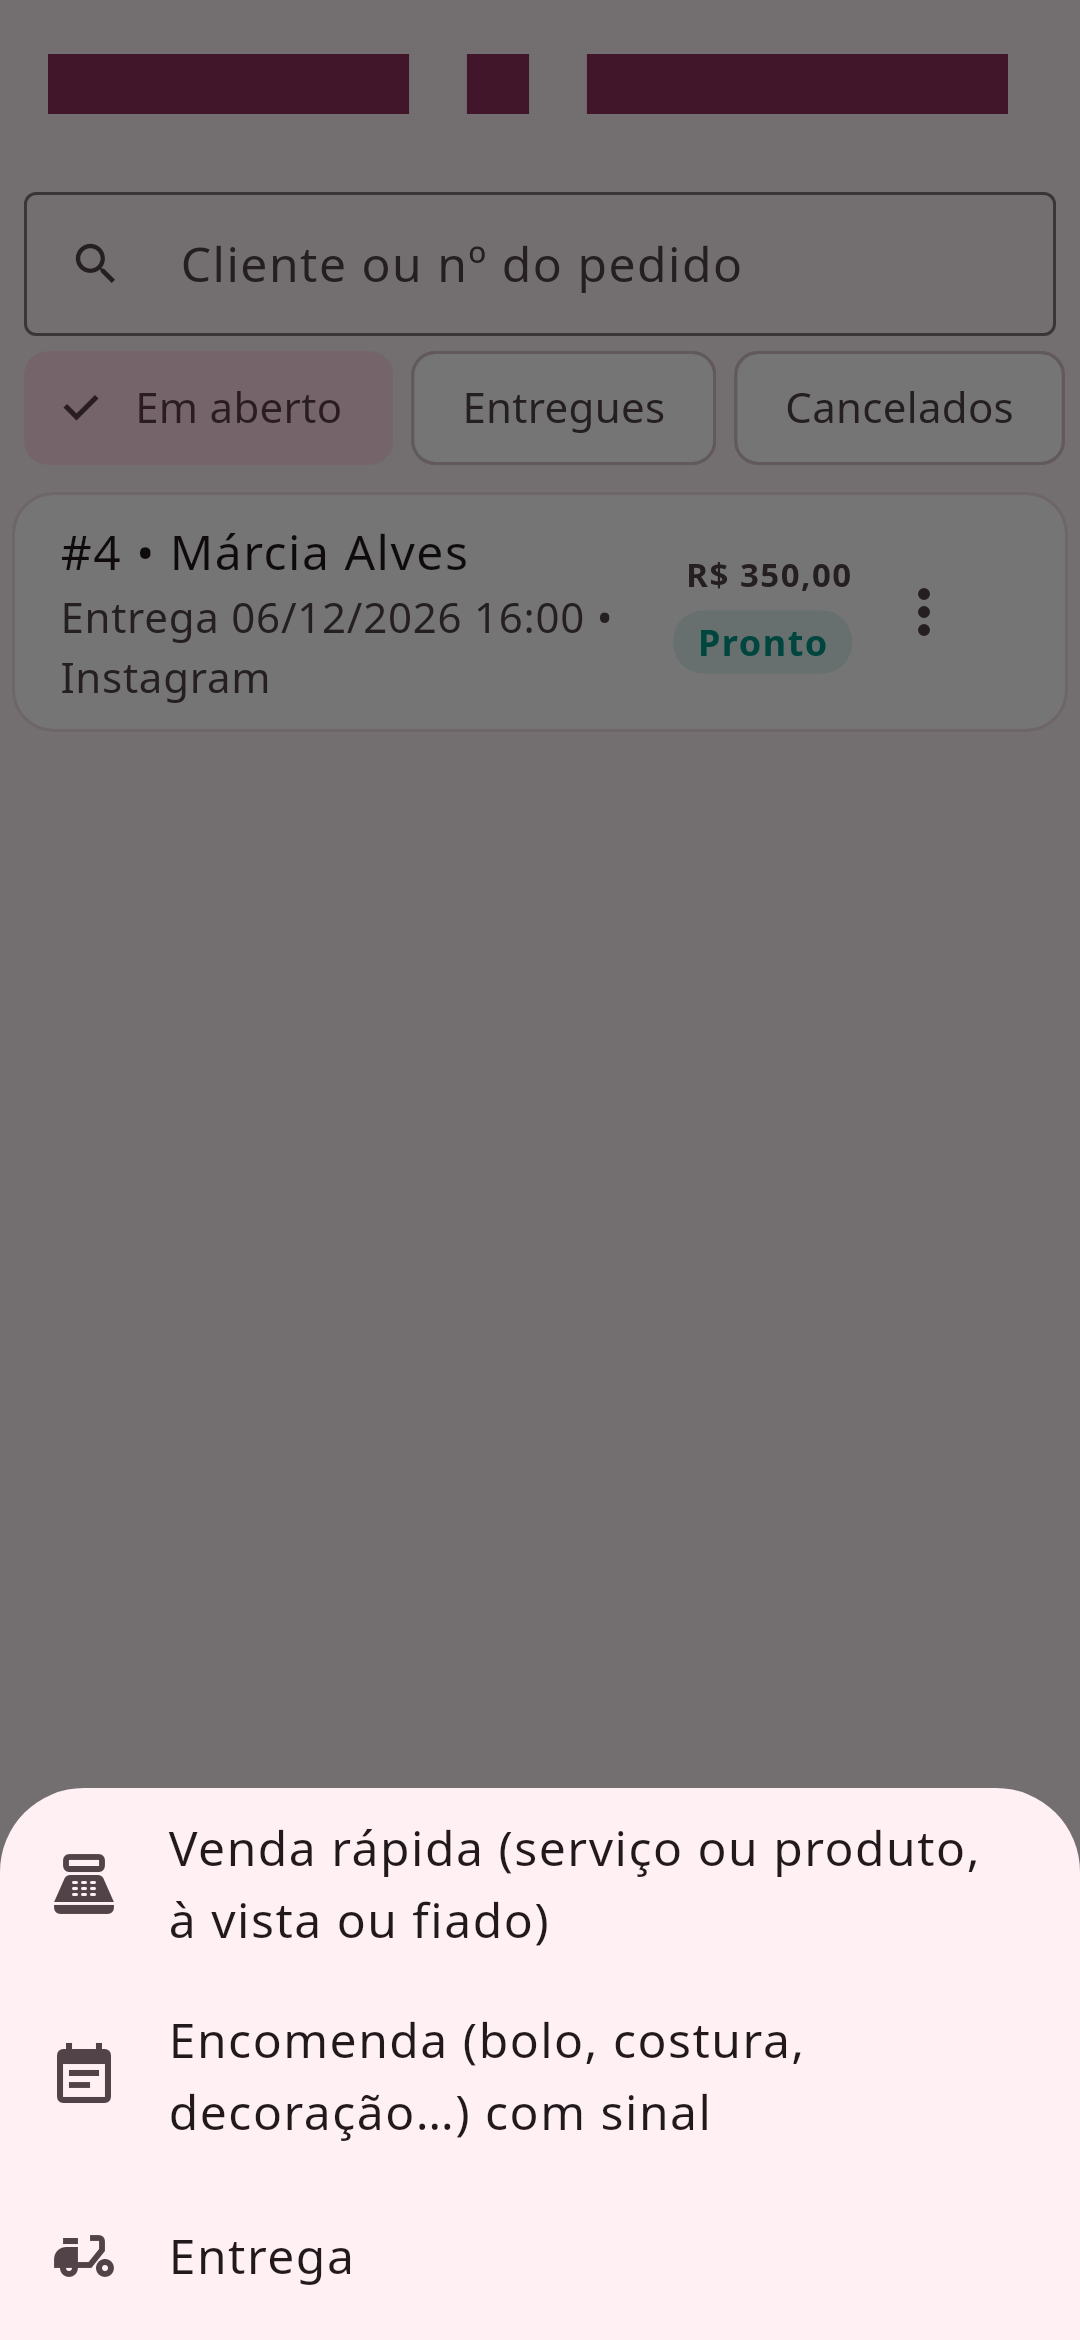 Cliente ou nº do pedido
Em aberto
Entregues
Cancelados
#4 • Márcia Alves
Entrega 06/12/2026 16:00 •
Instagram
R$ 350,00
Pronto
Venda rápida (serviço ou produto,
à vista ou fiado)
Encomenda (bolo, costura,
decoração…) com sinal
Entrega